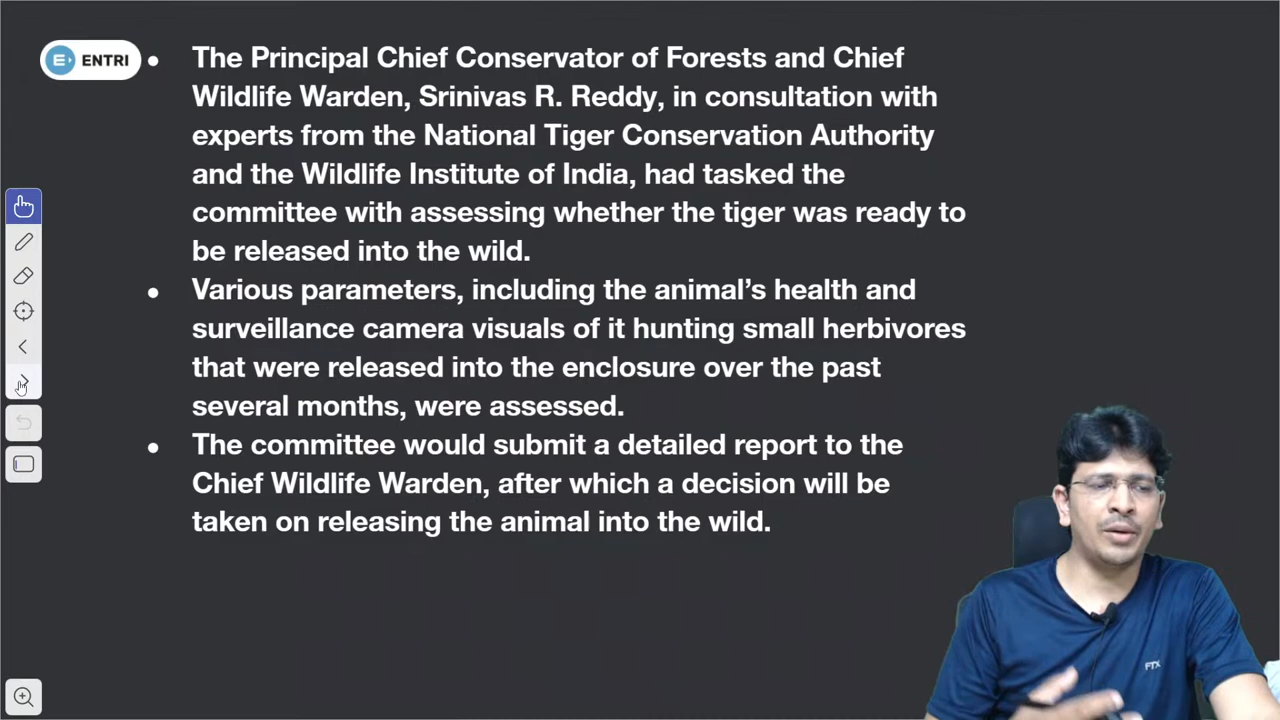 ENTRI
The Principal Chief Conservator of Forests and Chief
Wildlife Warden, Srinivas R. Reddy, in consultation with
experts from the National Tiger Conservation Authority
and the Wildlife Institute of India, had tasked the
committee with assessing whether the tiger was ready to
be released into the wild.
Various parameters, including the animal’s health and
surveillance camera visuals of it hunting small herbivores
that were released into the enclosure over the past
several months, were assessed.
The committee would submit a detailed report to the
Chief Wildlife Warden, after which a decision will be
taken on releasing the animal into the wild.
FTX